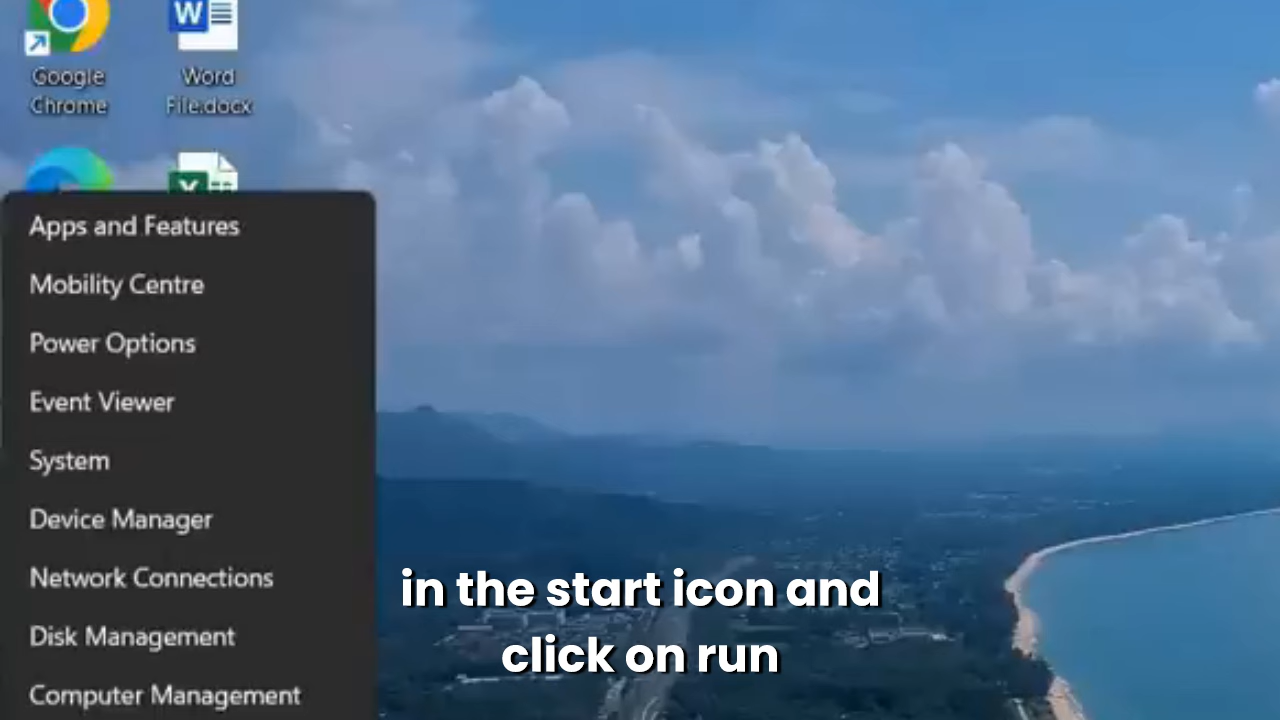 Google
Chrome
Word
File.docx
Apps and Features
Mobility Centre
Power Options
Event Viewer
System
Device Manager
Network Connections
Disk Management
Computer Management
in the start icon and
click on run